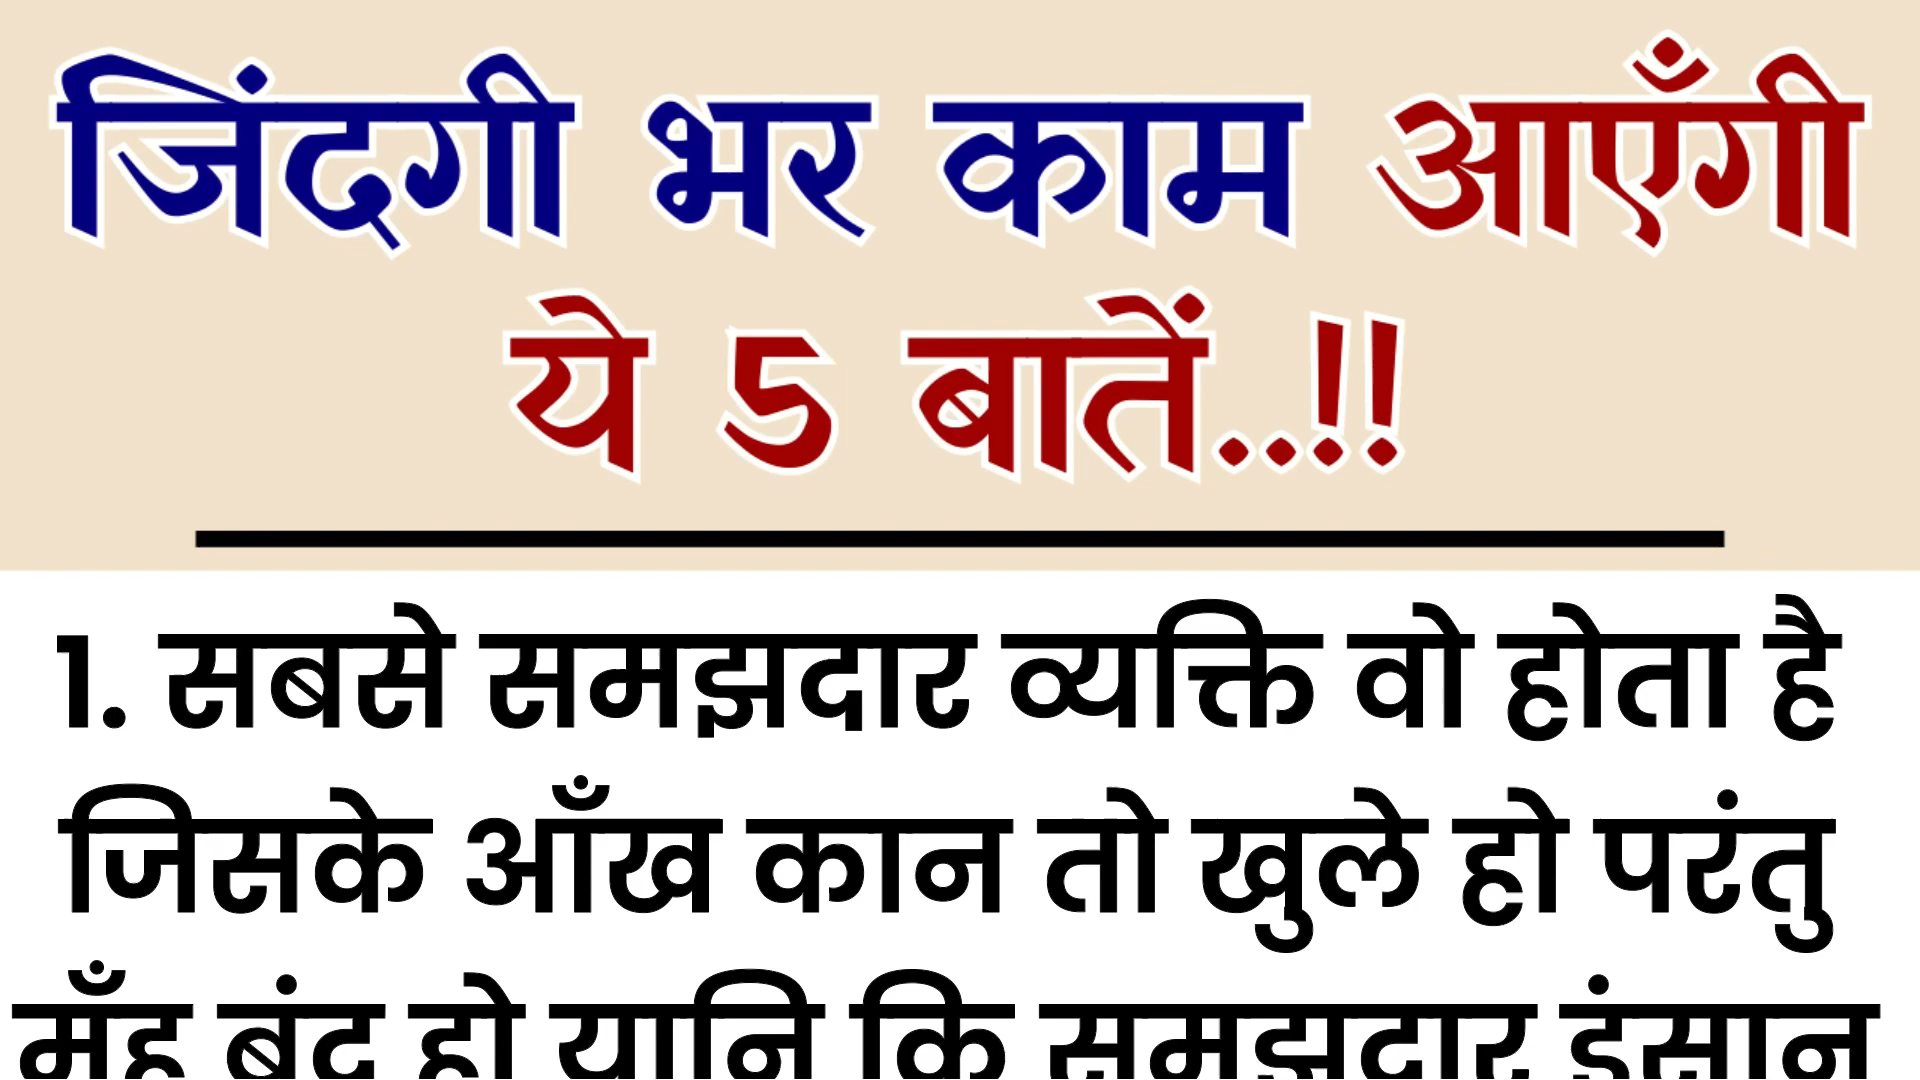 जिंदगी भर काम आएँगी
ये 5 बातें..!!
1. सबसे समझदार व्यक्ति वो होता है
जिसके आँख कान तो खुले हो परंतु
मुँह बंद हो यानि कि समझदार इंसान